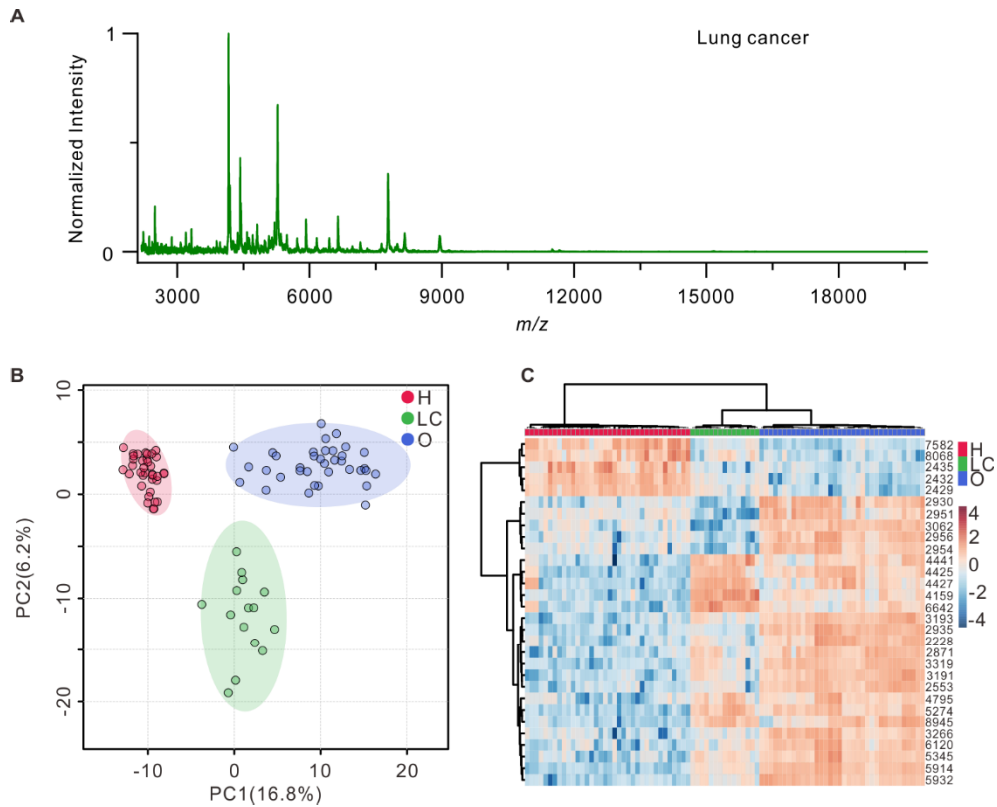 A
Lung cancer
Normalized Intensity
1
0
3000 6000 9000 12000 15000 18000
m/z
B
H
LC
O
10
0
-10
-20
PC2(6.2%)
-10 0 10 20
PC1(16.8%)
C
7582
8068
2435
2432
2429
2930
2951
3062
2956
2954
4441
4425
4427
4159
6642
3193
2935
2228
2871
3319
3191
2553
4795
5274
8945
3266
6120
5345
5914
5932
H
LC
O
4
2
0
-2
-4